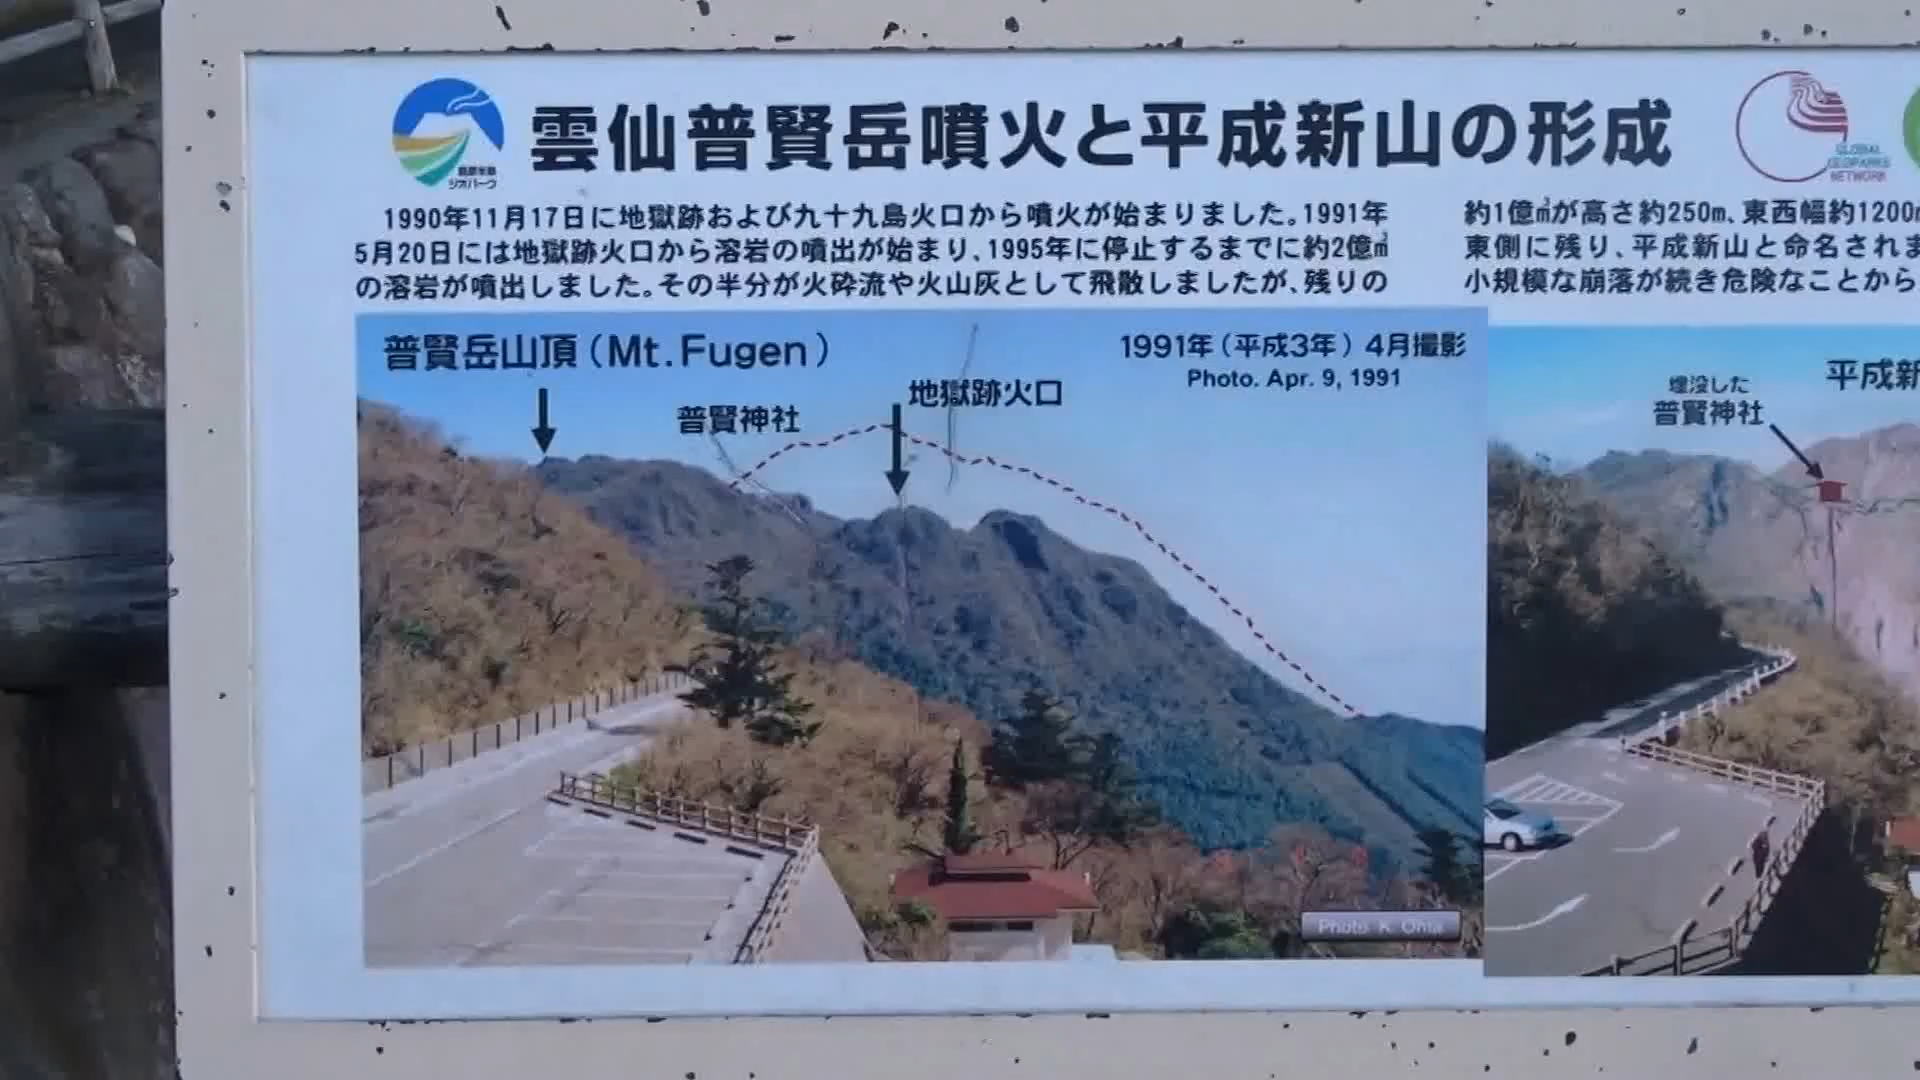 雲仙普賢岳噴火と平成新山の形成
島原半島
ジオパーク
GLOBAL
GEOPARKS
NETWORK
1990年11月17日に地獄跡および九十九島火口から噴火が始まりました。1991年
5月20日には地獄跡火口から溶岩の噴出が始まり、1995年に停止するまでに約2億㎥
の溶岩が噴出しました。その半分が火砕流や火山灰として飛散しましたが、残りの
約1億㎥が高さ約250m、東西幅約1200m
東側に残り、平成新山と命名されま
小規模な崩落が続き危険なことから
普賢岳山頂(Mt.Fugen)
普賢神社
地獄跡火口
1991年(平成3年)4月撮影
Photo. Apr. 9, 1991
Photo K Ohta
埋没した
普賢神社
平成新